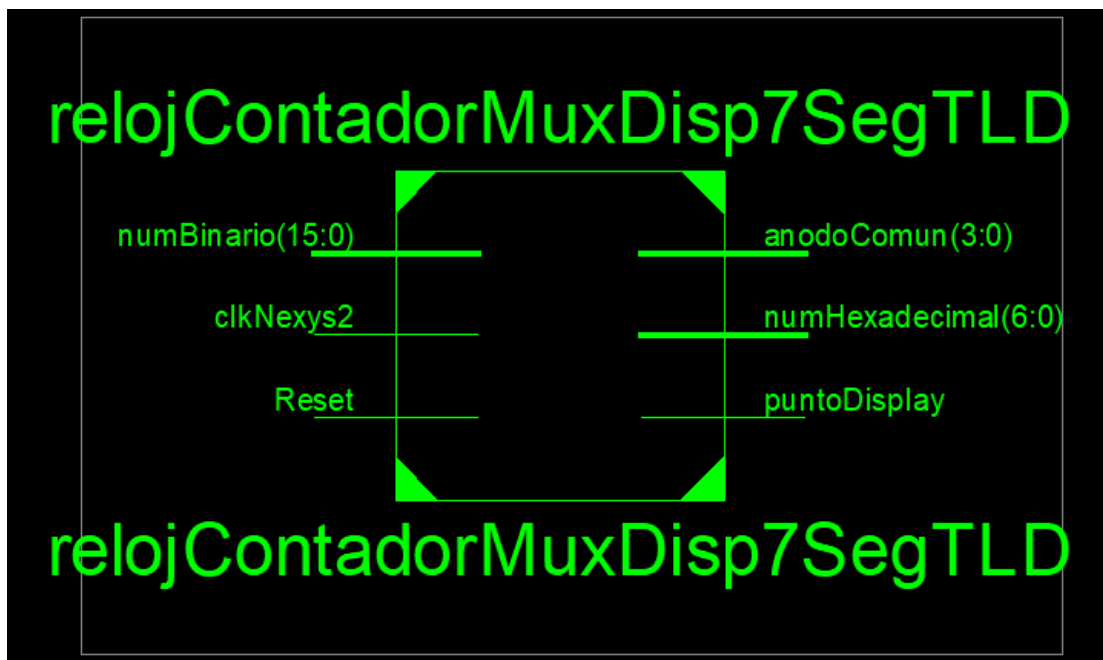 relojContadorMuxDisp7SegTLD
numBinario(15:0)
anodoComun(3:0)
clkNexys2
numHexadecimal(6:0)
Reset
puntoDisplay
relojContadorMuxDisp7SegTLD